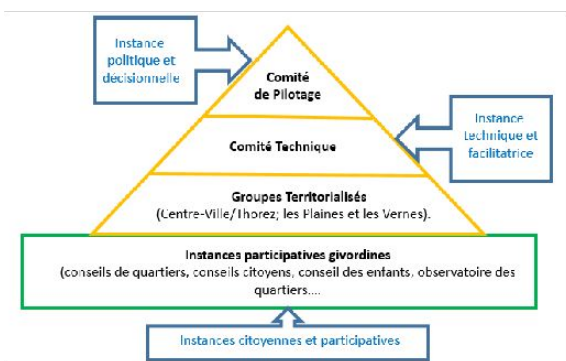 Instance
politique et
décisionnelle
Comité
de Pilotage
Instance
technique et
facilitatrice
Comité Technique
Groupes Territorialisés
(Centre-Ville/Thorez; les Plaines et les Vernes).
Instances participatives givordines
(conseils de quartiers, conseils citoyens, conseil des enfants, observatoire des
quartiers....
Instances citoyennes et participatives